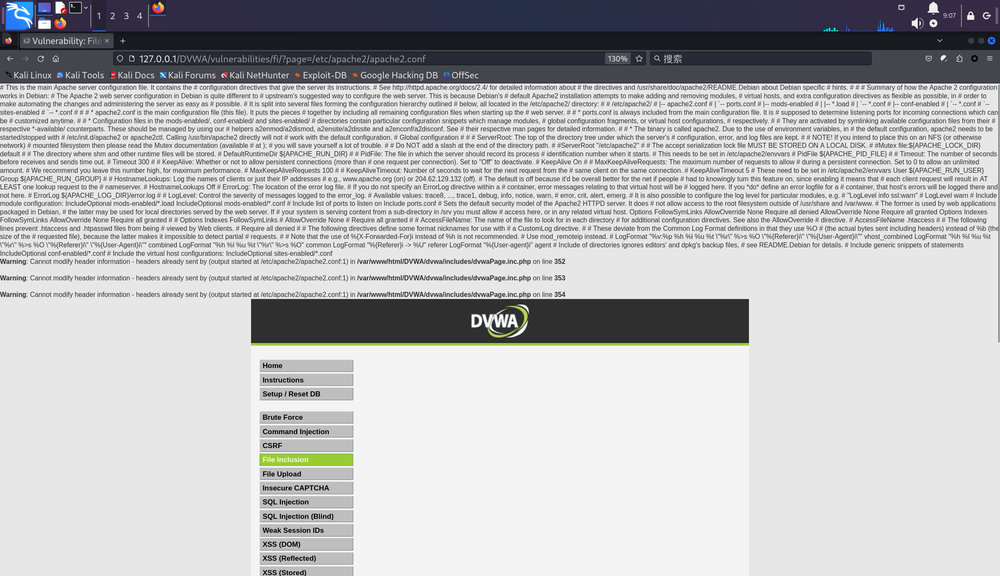 1 2 3 4
9:07
Vulnerability: File
127.0.0.1/DVWA/vulnerabilities/fi/?page=/etc/apache2/apache2.conf 130% 搜索
Kali Linux Kali Tools Kali Docs Kali Forums Kali NetHunter Exploit-DB Google Hacking DB OffSec
# This is the main Apache server configuration file. It contains the # configuration directives that give the server its instructions. # See http://httpd.apache.org/docs/2.4/ for detailed information about # the directives and /usr/share/doc/apache2/README.Debian about Debian specific # hints. # # # Summary of how the Apache 2 configuration
works in Debian: # The Apache 2 web server configuration in Debian is quite different to # upstream's suggested way to configure the web server. This is because Debian's # default Apache2 installation attempts to make adding and removing modules, # virtual hosts, and extra configuration directives as flexible as possible, in # order to
make automating the changes and administering the server as easy as # possible. # It is split into several files forming the configuration hierarchy outlined # below, all located in the /etc/apache2/ directory: # # /etc/apache2/ # |-- apache2.conf # | `-- ports.conf # |-- mods-enabled # | |-- *.load # | `-- *.conf # |-- conf-enabled # | `-- *.conf # `--
sites-enabled # `-- *.conf # # # * apache2.conf is the main configuration file (this file). It puts the pieces # together by including all remaining configuration files when starting up the # web server. # # * ports.conf is always included from the main configuration file. It is # supposed to determine listening ports for incoming connections which can
be # customized anytime. # # * Configuration files in the mods-enabled/, conf-enabled/ and sites-enabled/ # directories contain particular configuration snippets which manage modules, # global configuration fragments, or virtual host configurations, # respectively. # # They are activated by symlinking available configuration files from their #
respective *-available/ counterparts. These should be managed by using our # helpers a2enmod/a2dismod, a2ensite/a2dissite and a2enconf/a2disconf. See # their respective man pages for detailed information. # # * The binary is called apache2. Due to the use of environment variables, in # the default configuration, apache2 needs to be
started/stopped with # /etc/init.d/apache2 or apache2ctl. Calling /usr/bin/apache2 directly will not # work with the default configuration. # Global configuration # # # ServerRoot: The top of the directory tree under which the server's # configuration, error, and log files are kept. # # NOTE! If you intend to place this on an NFS (or otherwise
network) # mounted filesystem then please read the Mutex documentation (available # at ); # you will save yourself a lot of trouble. # # Do NOT add a slash at the end of the directory path. # #ServerRoot "/etc/apache2" # # The accept serialization lock file MUST BE STORED ON A LOCAL DISK. # #Mutex file:${APACHE_LOCK_DIR}
default # # The directory where shm and other runtime files will be stored. # DefaultRuntimeDir ${APACHE_RUN_DIR} # # PidFile: The file in which the server should record its process # identification number when it starts. # This needs to be set in /etc/apache2/envvars # PidFile ${APACHE_PID_FILE} # # Timeout: The number of seconds
before receives and sends time out. # Timeout 300 # # KeepAlive: Whether or not to allow persistent connections (more than # one request per connection). Set to "Off" to deactivate. # KeepAlive On # # MaxKeepAliveRequests: The maximum number of requests to allow # during a persistent connection. Set to 0 to allow an unlimited
amount. # We recommend you leave this number high, for maximum performance. # MaxKeepAliveRequests 100 # # KeepAliveTimeout: Number of seconds to wait for the next request from the # same client on the same connection. # KeepAliveTimeout 5 # These need to be set in /etc/apache2/envvars User ${APACHE_RUN_USER}
Group ${APACHE_RUN_GROUP} # # HostnameLookups: Log the names of clients or just their IP addresses # e.g., www.apache.org (on) or 204.62.129.132 (off). # The default is off because it'd be overall better for the net if people # had to knowingly turn this feature on, since enabling it means that # each client request will result in AT
LEAST one lookup request to the # nameserver. # HostnameLookups Off # ErrorLog: The location of the error log file. # If you do not specify an ErrorLog directive within a # container, error messages relating to that virtual host will be # logged here. If you *do* define an error logfile for a # container, that host's errors will be logged there and
not here. # ErrorLog ${APACHE_LOG_DIR}/error.log # # LogLevel: Control the severity of messages logged to the error_log. # Available values: trace8, ..., trace1, debug, info, notice, warn, # error, crit, alert, emerg. # It is also possible to configure the log level for particular modules, e.g. # "LogLevel info ssl:warn" # LogLevel warn # Include
module configuration: IncludeOptional mods-enabled/*.load IncludeOptional mods-enabled/*.conf # Include list of ports to listen on Include ports.conf # Sets the default security model of the Apache2 HTTPD server. It does # not allow access to the root filesystem outside of /usr/share and /var/www. # The former is used by web applications
packaged in Debian, # the latter may be used for local directories served by the web server. If # your system is serving content from a sub-directory in /srv you must allow # access here, or in any related virtual host. Options FollowSymLinks AllowOverride None Require all denied AllowOverride None Require all granted Options Indexes
FollowSymLinks AllowOverride None Require all granted # # Options Indexes FollowSymLinks # AllowOverride None # Require all granted # # AccessFileName: The name of the file to look for in each directory # for additional configuration directives. See also the AllowOverride # directive. # AccessFileName .htaccess # # The following
lines prevent .htaccess and .htpasswd files from being # viewed by Web clients. # Require all denied # # The following directives define some format nicknames for use with # a CustomLog directive. # # These deviate from the Common Log Format definitions in that they use %O # (the actual bytes sent including headers) instead of %b (the
size of the # requested file), because the latter makes it impossible to detect partial # requests. # # Note that the use of %{X-Forwarded-For}i instead of %h is not recommended. # Use mod_remoteip instead. # LogFormat "%v:%p %h %l %u %t \"%r\" %>s %O \"%{Referer}i\" \"%{User-Agent}i\"" vhost_combined LogFormat "%h %l %u %t
\"%r\" %>s %O \"%{Referer}i\" \"%{User-Agent}i\"" combined LogFormat "%h %l %u %t \"%r\" %>s %O" common LogFormat "%{Referer}i -> %U" referer LogFormat "%{User-agent}i" agent # Include of directories ignores editors' and dpkg's backup files, # see README.Debian for details. # Include generic snippets of statements
IncludeOptional conf-enabled/*.conf # Include the virtual host configurations: IncludeOptional sites-enabled/*.conf
Warning: Cannot modify header information - headers already sent by (output started at /etc/apache2/apache2.conf:1) in /var/www/html/DVWA/dvwa/includes/dvwaPage.inc.php on line 352
Warning: Cannot modify header information - headers already sent by (output started at /etc/apache2/apache2.conf:1) in /var/www/html/DVWA/dvwa/includes/dvwaPage.inc.php on line 353
Warning: Cannot modify header information - headers already sent by (output started at /etc/apache2/apache2.conf:1) in /var/www/html/DVWA/dvwa/includes/dvwaPage.inc.php on line 354
DVWA
Home
Instructions
Setup / Reset DB
Brute Force
Command Injection
CSRF
File Inclusion
File Upload
Insecure CAPTCHA
SQL Injection
SQL Injection (Blind)
Weak Session IDs
XSS (DOM)
XSS (Reflected)
XSS (Stored)